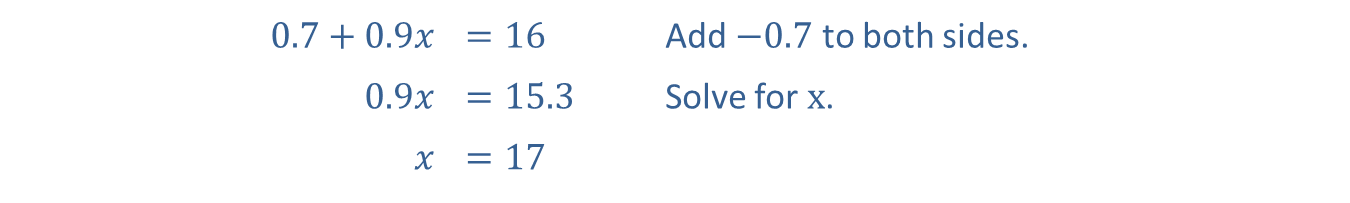 0.7 + 0.9x = 16 Add −0.7 to both sides.
0.9x = 15.3 Solve for x.
x = 17